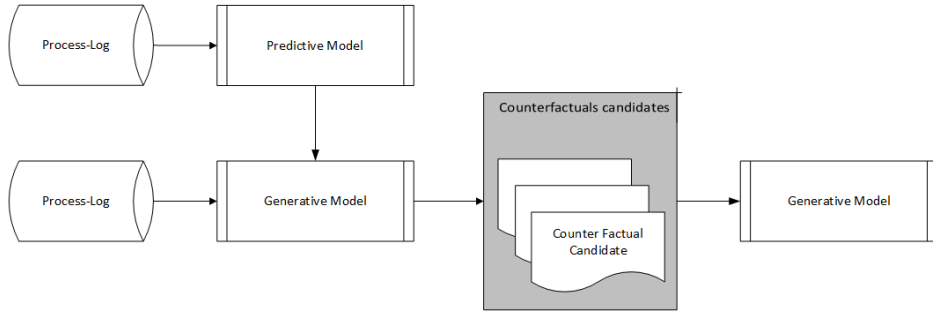 Process-Log
Predictive Model
Counterfactuals candidates
Process-Log
Generative Model
Counter Factual
Candidate
Generative Model